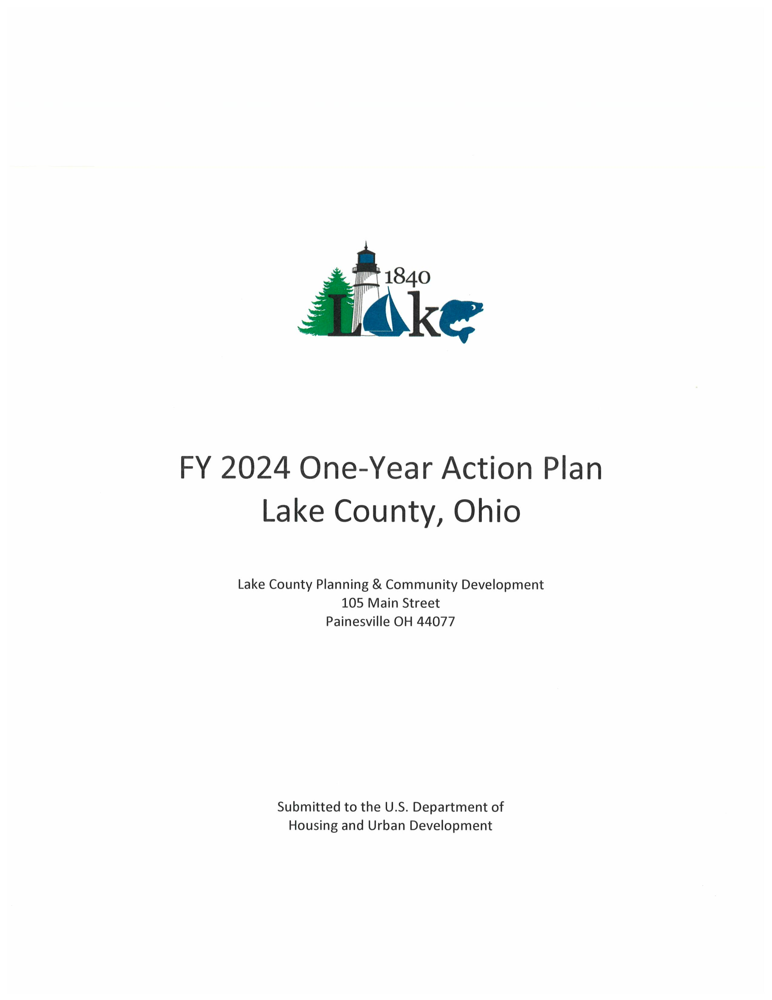 1840
Lake
FY 2024 One-Year Action Plan
Lake County, Ohio
Lake County Planning & Community Development
105 Main Street
Painesville OH 44077
Submitted to the U.S. Department of
Housing and Urban Development